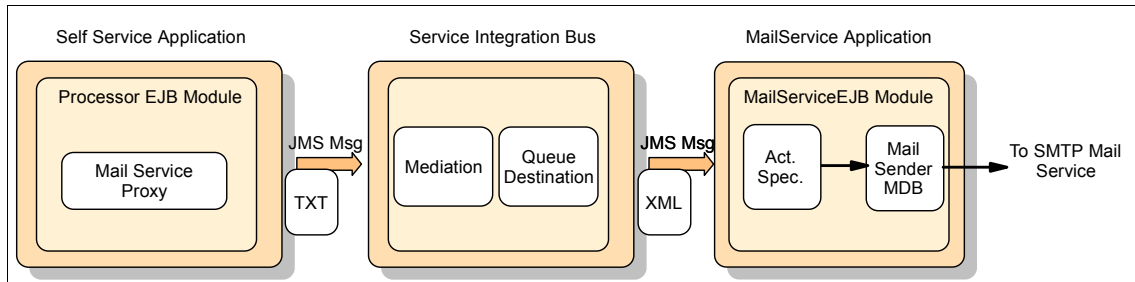 Self Service Application
Service Integration Bus
MailService Application
Processor EJB Module
MailServiceEJB Module
Mail Service
Proxy
JMS Msg
TXT
Mediation
Queue
Destination
JMS Msg
XML
Act.
Spec.
Mail
Sender
MDB
To SMTP Mail
Service